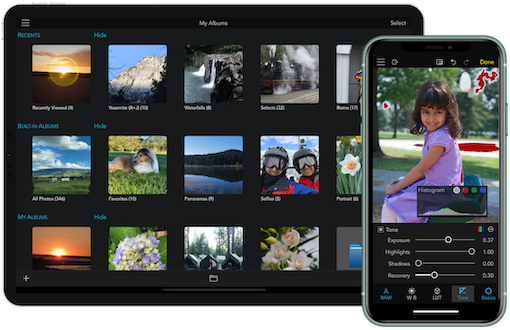 My Albums
Select
RECENTS
Hide
Recently Viewed (4)
Yosemite (R+J) (10)
Waterfalls (8)
Selects (32)
Rome (17)
BUILT-IN ALBUMS
Hide
All Photos (346)
Favorites (10)
Panoramas (9)
Selfies (5)
Portrait (6)
MY ALBUMS
Hide
Done
Histogram
Tone
Exposure 0.37
Highlights 1.00
Shadows 0.00
Recovery 0.30
RAW
W B
LUT
Tone
Basics